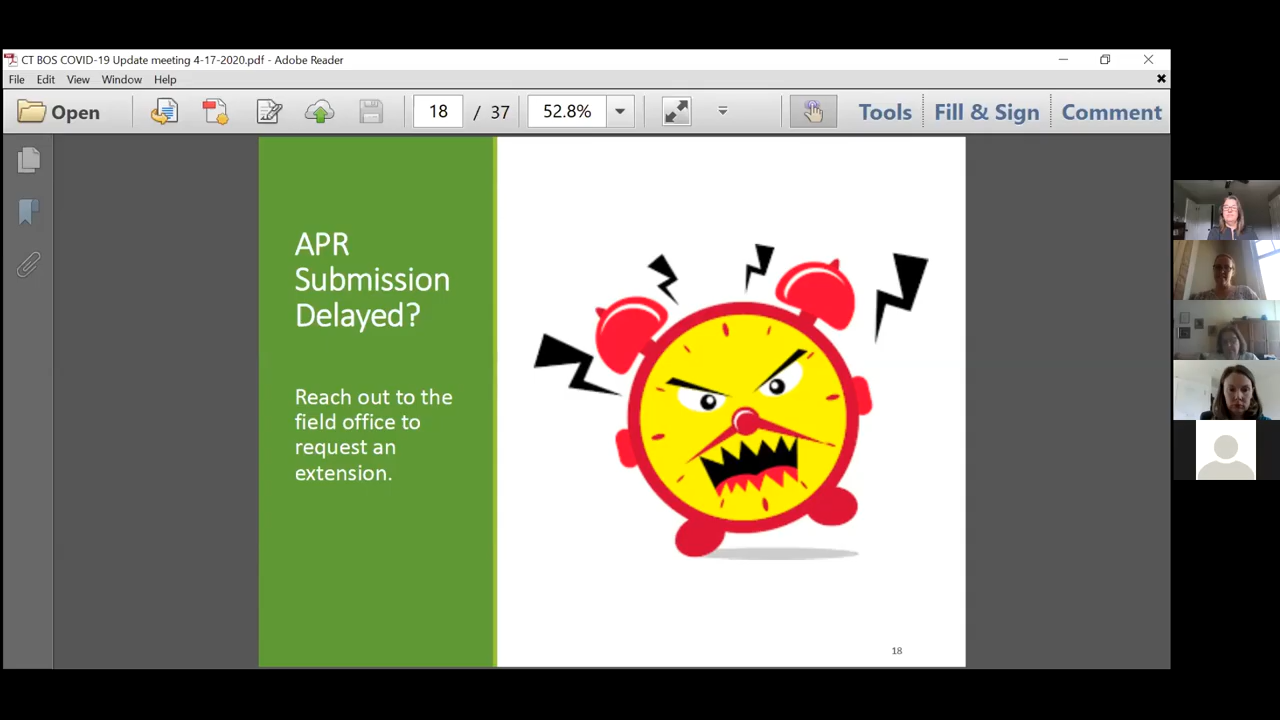 CT BOS COVID-19 Update meeting 4-17-2020.pdf - Adobe Reader
File Edit View Window Help
Open 18 / 37 52.8% Tools Fill & Sign Comment
APR
Submission
Delayed?
Reach out to the
field office to
request an
extension.
18